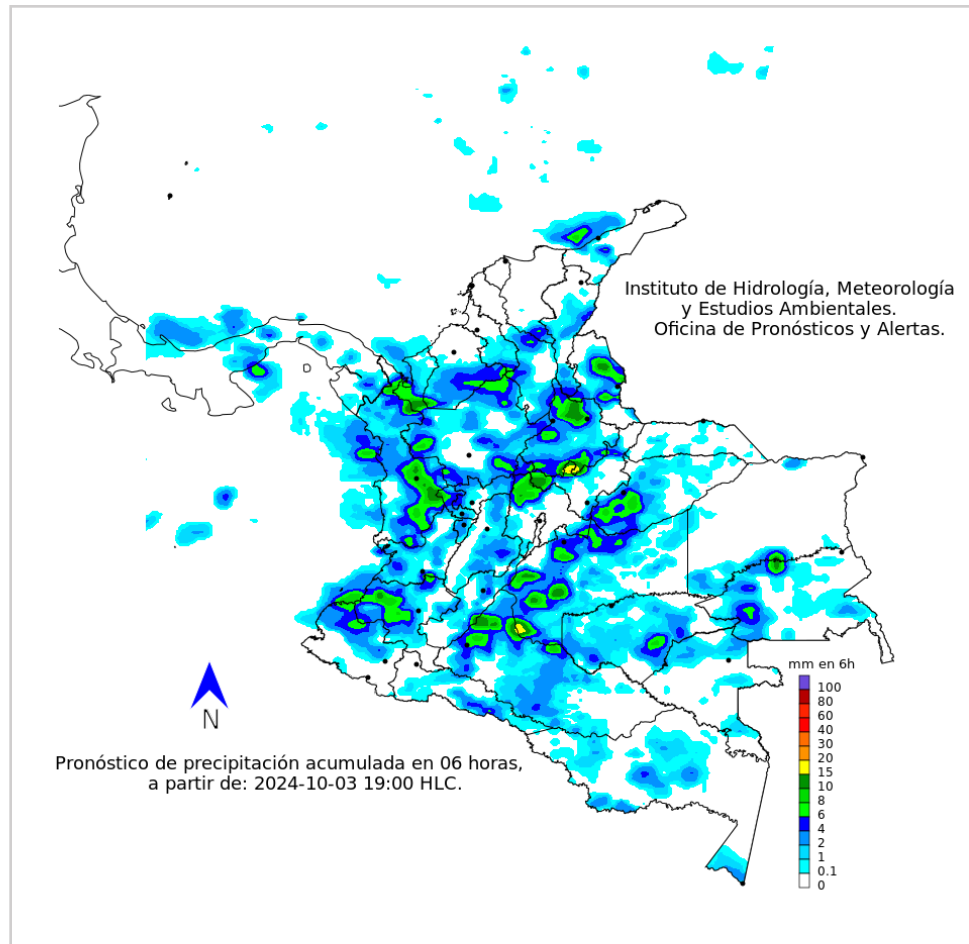 Instituto de Hidrología, Meteorología
y Estudios Ambientales.
Oficina de Pronósticos y Alertas.
mm en 6h
100
80
60
40
30
20
15
10
8
6
4
2
1
0.1
0
N
Pronóstico de precipitación acumulada en 06 horas,
a partir de: 2024-10-03 19:00 HLC.